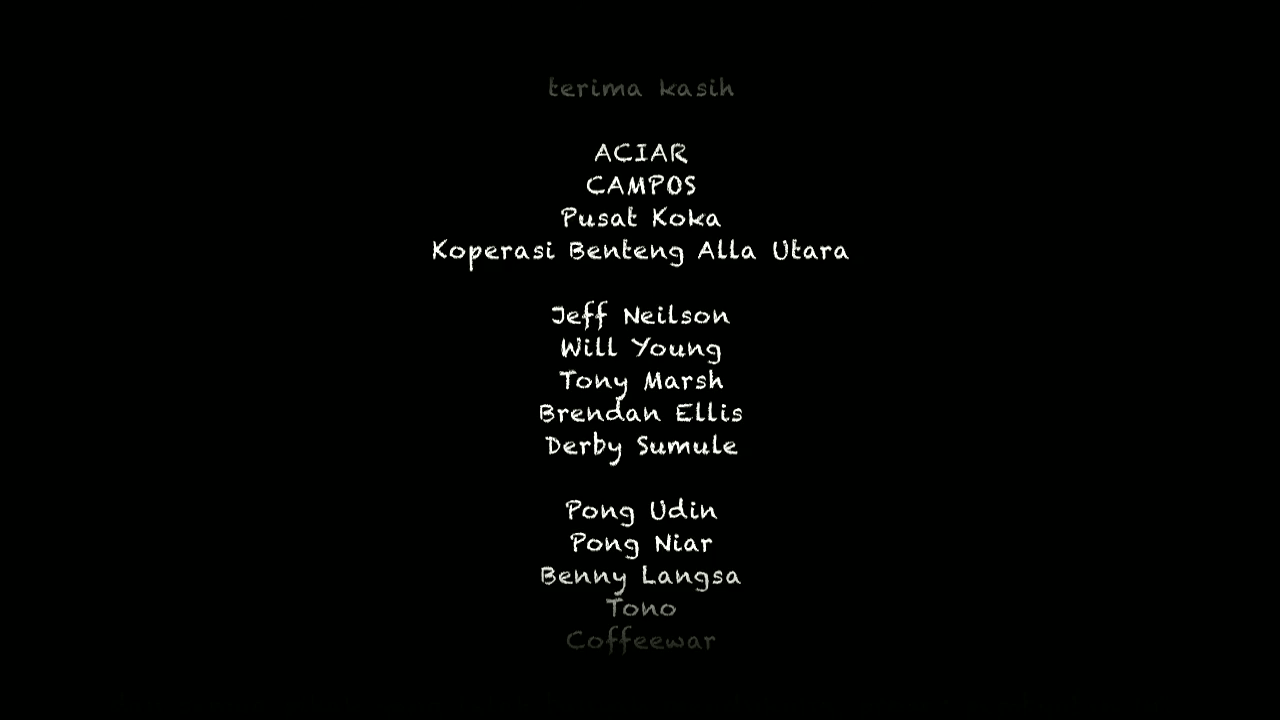 terima kasih
ACIAR
CAMPOS
Pusat Koka
Koperasi Benteng Alla Utara
Jeff Neilson
Will Young
Tony Marsh
Brendan Ellis
Derby Sumule
Pong Udin
Pong Niar
Benny Langsa
Tono
Coffeewar